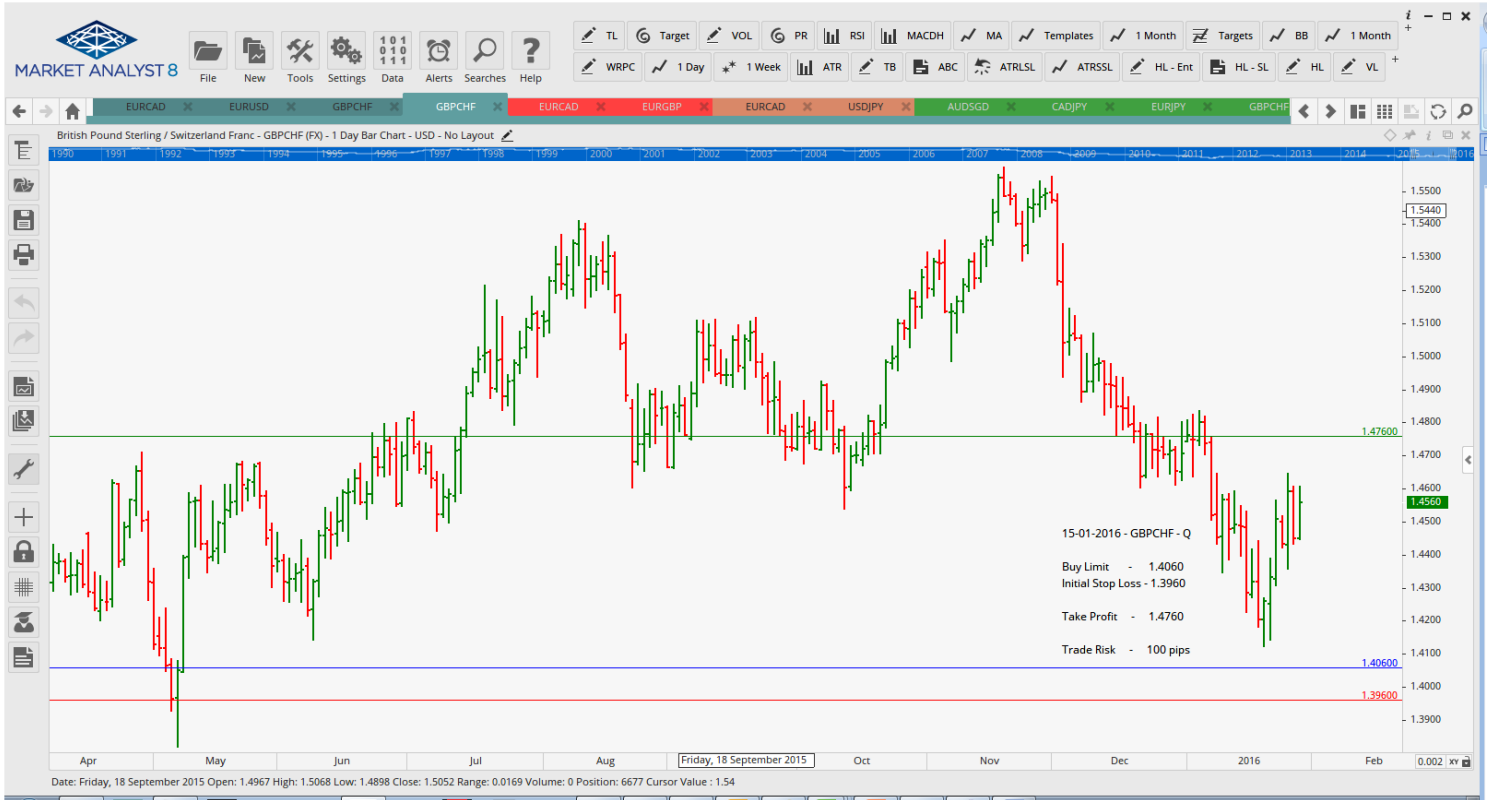 MARKET ANALYST 8
File New Tools Settings Data Alerts Searches Help
101
010
111
TL Target VOL PR RSI MACDH MA Templates 1 Month Targets BB 1 Month
WRPC 1 Day 1 Week ATR TB ABC ATRLSL ATRSSL HL - Ent HL - SL HL VL
EURCAD EURUSD GBPCHF GBPCHF EURCAD EURGBP EURCAD USDJPY AUDSGD CADJPY EURJPY GBPCHF
British Pound Sterling / Switzerland Franc - GBPCHF (FX) - 1 Day Bar Chart - USD - No Layout
1990 1991 1992 1993 1994 1995 1996 1997 1998 1999 2000 2001 2002 2003 2004 2005 2006 2007 2008 2009 2010 2011 2012 2013 2014 2015 2016
1.5500
1.5440
1.5400
1.5300
1.5200
1.5100
1.5000
1.4900
1.4800
1.47600
1.4700
1.4600
1.4560
1.4500
1.4400
1.4300
1.4200
1.4100
1.40600
1.4000
1.39600
1.3900
15-01-2016 - GBPCHF - Q
Buy Limit - 1.4060
Initial Stop Loss - 1.3960
Take Profit - 1.4760
Trade Risk - 100 pips
Apr May Jun Jul Aug Friday, 18 September 2015 Oct Nov Dec 2016 Feb 0.002 XY
Date: Friday, 18 September 2015 Open: 1.4967 High: 1.5068 Low: 1.4898 Close: 1.5052 Range: 0.0169 Volume: 0 Position: 6677 Cursor Value : 1.54